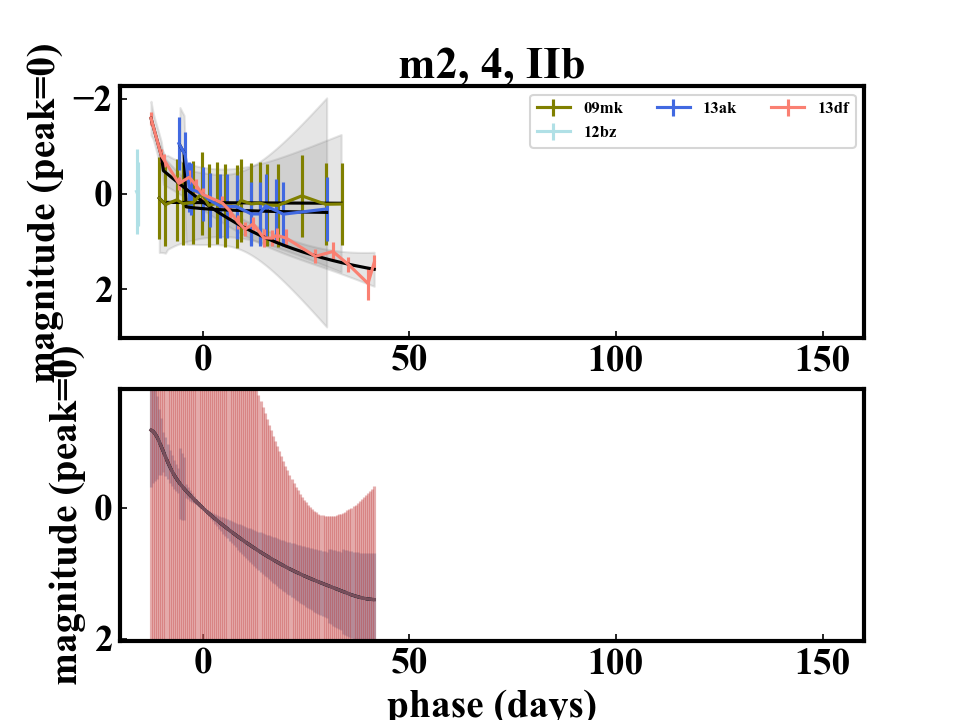 m2, 4, IIb
magnitude (peak=0)
−2
0
2
09mk
12bz
13ak
13df
0
50
100
150
magnitude (peak=0)
0
2
0
50
100
150
phase (days)